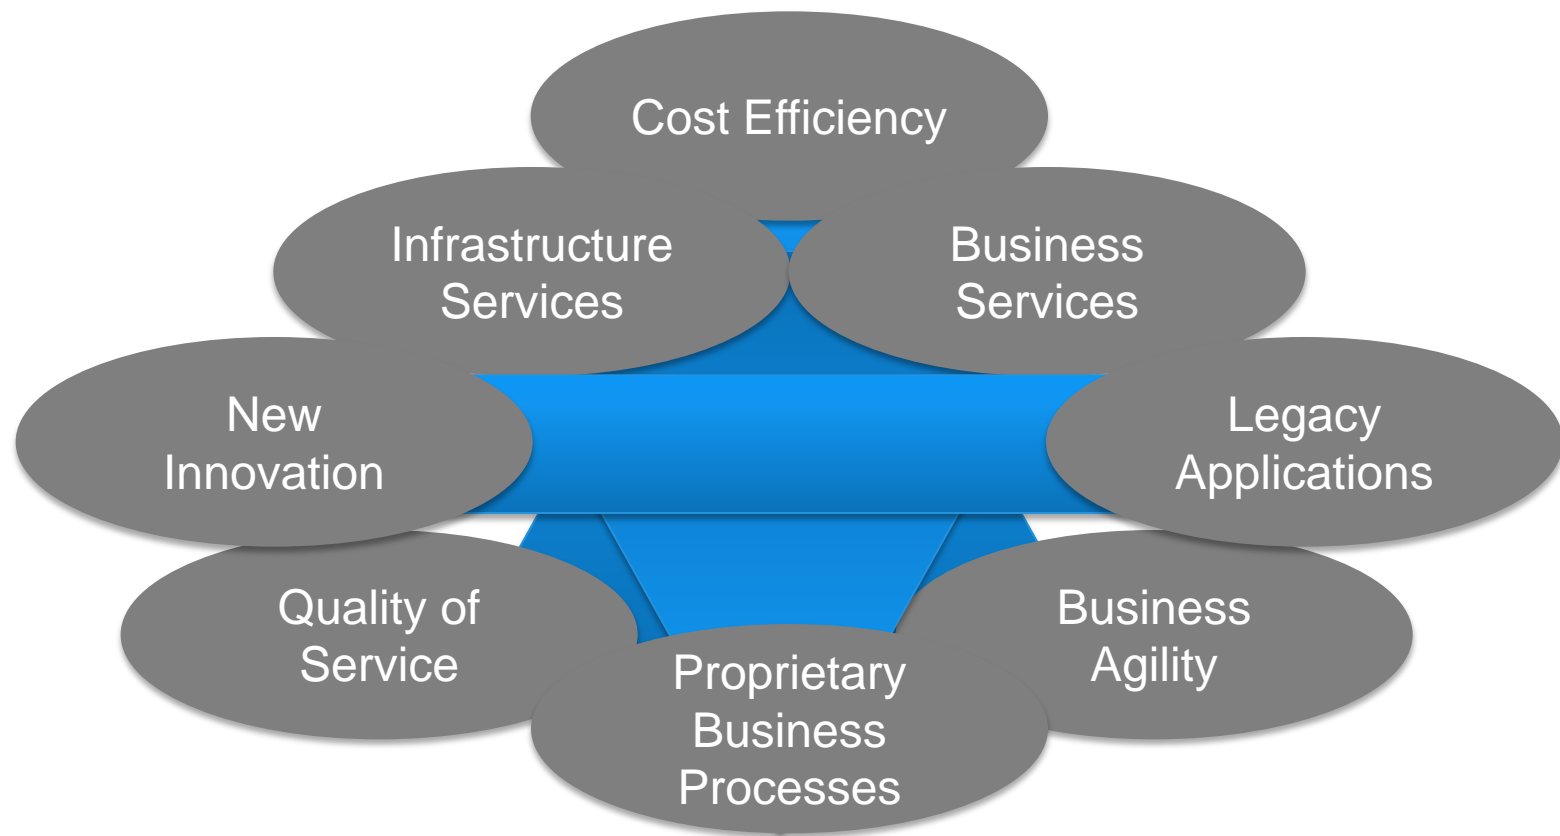 Cost Efficiency
Infrastructure
Services
Business
Services
New
Innovation
Legacy
Applications
Quality of
Service
Business
Agility
Proprietary
Business
Processes